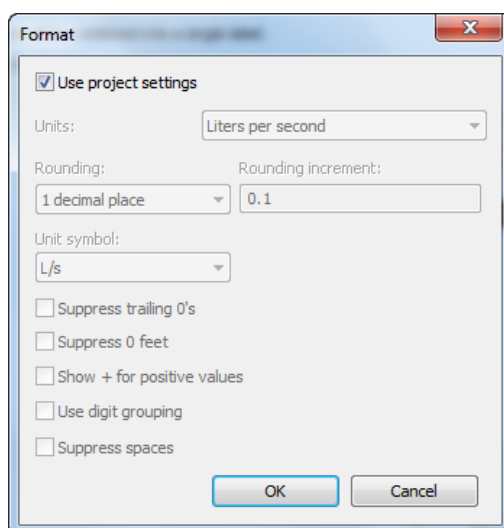 Format
Use project settings
Units: Liters per second
Rounding: Rounding increment:
1 decimal place 0.1
Unit symbol:
L/s
Suppress trailing 0's
Suppress 0 feet
Show + for positive values
Use digit grouping
Suppress spaces
OK Cancel